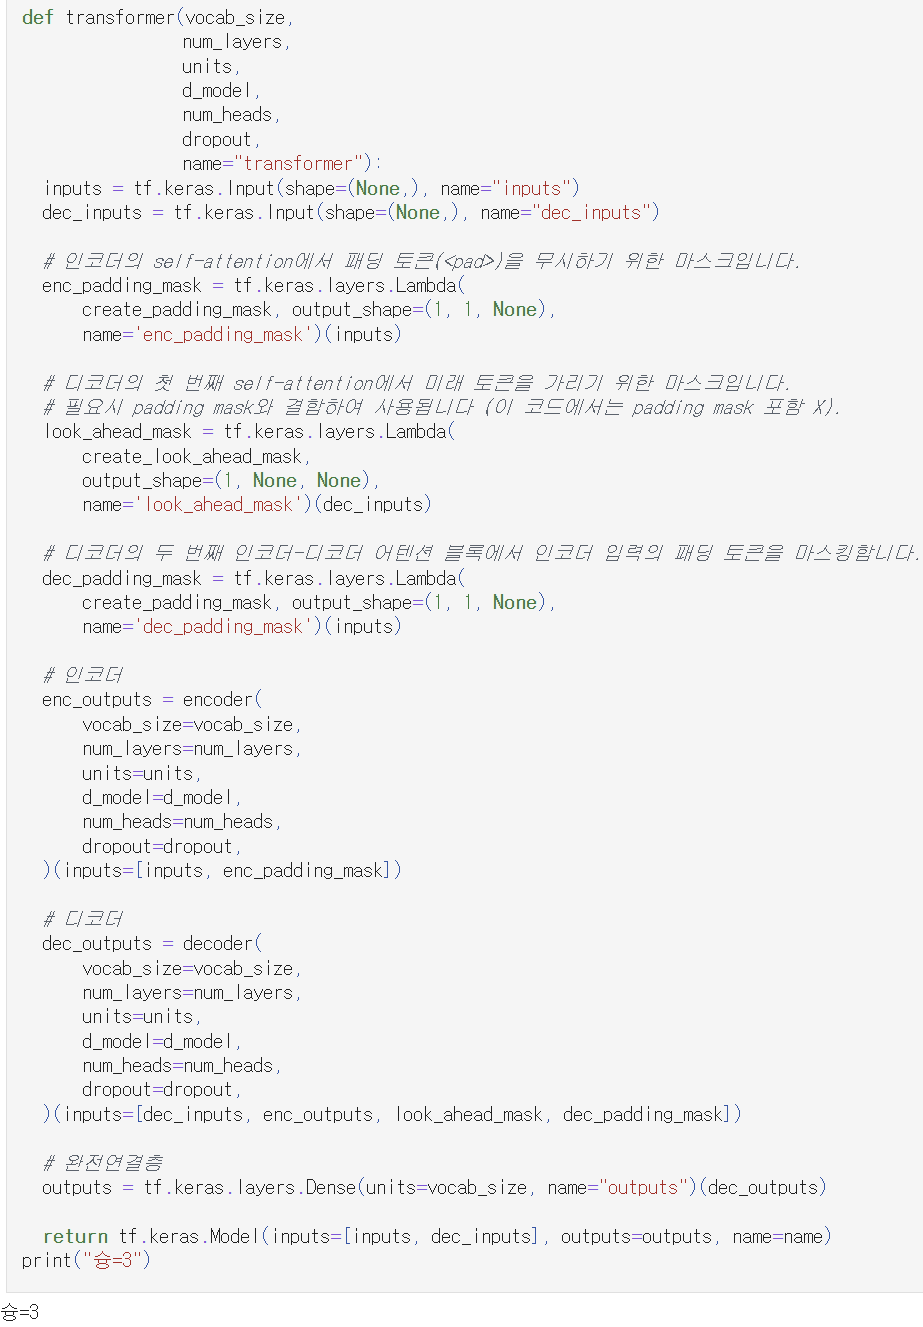 def transformer(vocab_size,
                num_layers,
                units,
                d_model,
                num_heads,
                dropout,
                name="transformer"):
  inputs = tf.keras.Input(shape=(None,), name="inputs")
  dec_inputs = tf.keras.Input(shape=(None,), name="dec_inputs")

  # 인코더의 self-attention에서 패딩 토큰(<pad>)을 무시하기 위한 마스크입니다.
  enc_padding_mask = tf.keras.layers.Lambda(
      create_padding_mask, output_shape=(1, 1, None),
      name='enc_padding_mask')(inputs)

  # 디코더의 첫 번째 self-attention에서 미래 토큰을 가리기 위한 마스크입니다.
  # 필요시 padding mask와 결합하여 사용됩니다 (이 코드에서는 padding mask 포함 X).
  look_ahead_mask = tf.keras.layers.Lambda(
      create_look_ahead_mask,
      output_shape=(1, None, None),
      name='look_ahead_mask')(dec_inputs)

  # 디코더의 두 번째 인코더-디코더 어텐션 블록에서 인코더 입력의 패딩 토큰을 마스킹합니다.
  dec_padding_mask = tf.keras.layers.Lambda(
      create_padding_mask, output_shape=(1, 1, None),
      name='dec_padding_mask')(inputs)

  # 인코더
  enc_outputs = encoder(
      vocab_size=vocab_size,
      num_layers=num_layers,
      units=units,
      d_model=d_model,
      num_heads=num_heads,
      dropout=dropout,
  )(inputs=[inputs, enc_padding_mask])

  # 디코더
  dec_outputs = decoder(
      vocab_size=vocab_size,
      num_layers=num_layers,
      units=units,
      d_model=d_model,
      num_heads=num_heads,
      dropout=dropout,
  )(inputs=[dec_inputs, enc_outputs, look_ahead_mask, dec_padding_mask])

  # 완전연결층
  outputs = tf.keras.layers.Dense(units=vocab_size, name="outputs")(dec_outputs)

  return tf.keras.Model(inputs=[inputs, dec_inputs], outputs=outputs, name=name)
print("슝=3")
슝=3